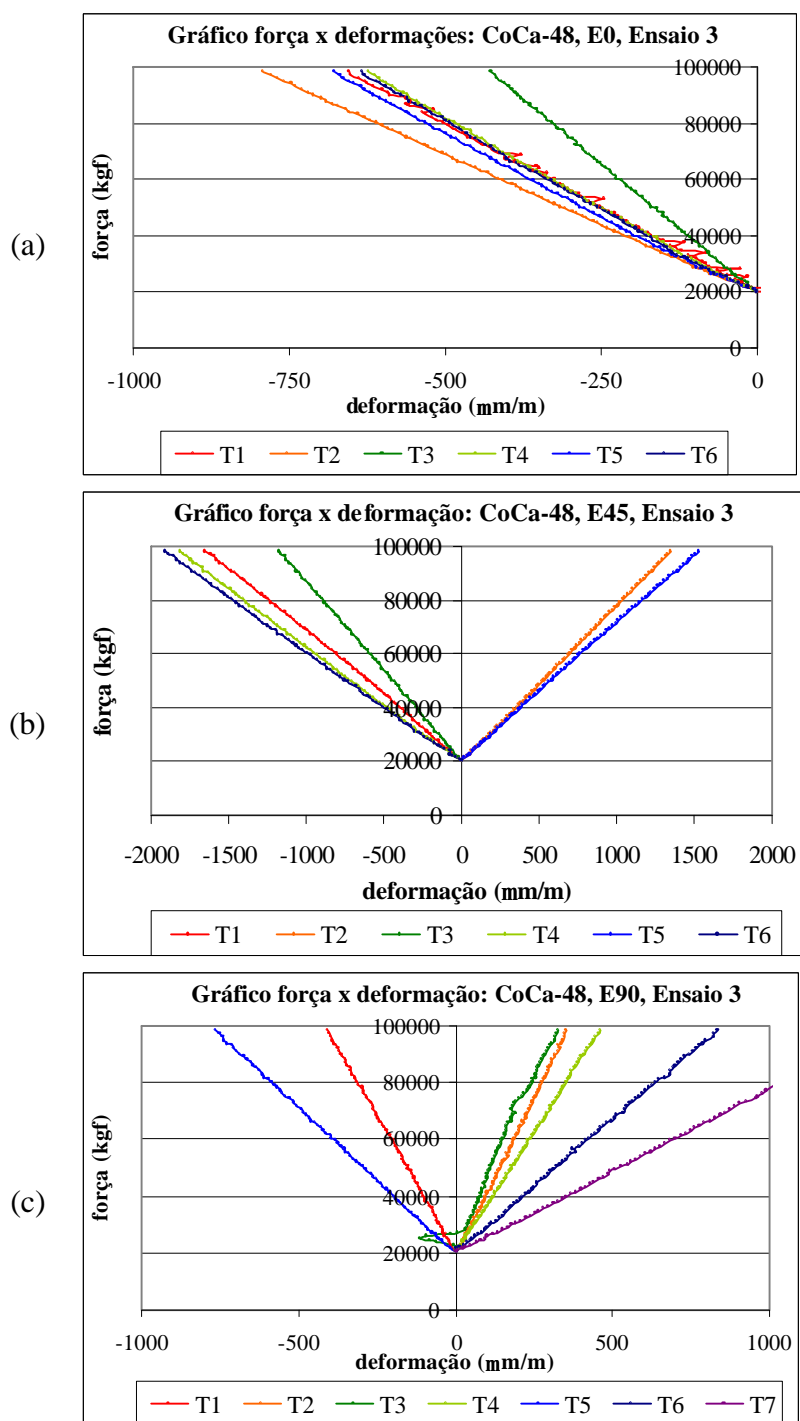 (a)
Gráfico força x deformações: CoCa-48, E0, Ensaio 3
força (kgf)
100000
80000
60000
40000
20000
0
-1000 -750 -500 -250 0
deformação (mm/m)
T1 T2 T3 T4 T5 T6
(b)
Gráfico força x deformação: CoCa-48, E45, Ensaio 3
força (kgf)
100000
80000
60000
40000
20000
0
-2000 -1500 -1000 -500 0 500 1000 1500 2000
deformação (mm/m)
T1 T2 T3 T4 T5 T6
(c)
Gráfico força x deformação: CoCa-48, E90, Ensaio 3
força (kgf)
100000
80000
60000
40000
20000
0
-1000 -500 0 500 1000
deformação (mm/m)
T1 T2 T3 T4 T5 T6 T7